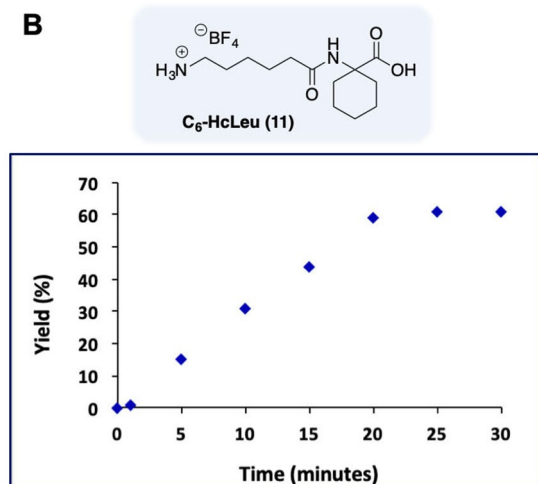 B
⊖BF4
⊕
H3N
O
H
N
O
OH
C6-HcLeu (11)
70
60
50
40
30
20
10
0
Yield (%)
0 5 10 15 20 25 30
Time (minutes)